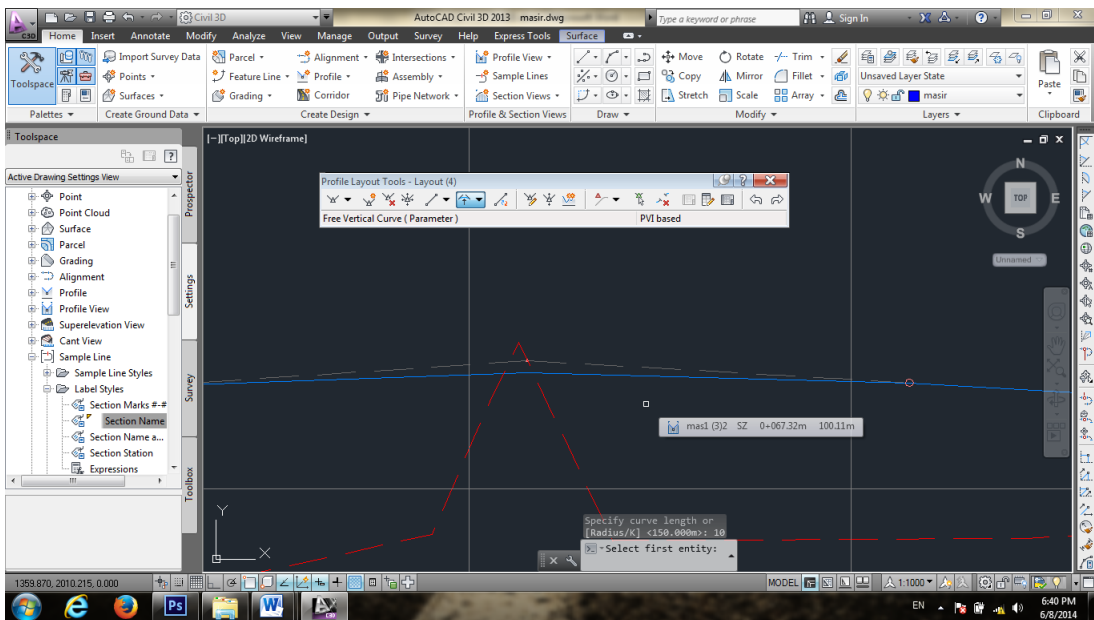 Civil 3D
AutoCAD Civil 3D 2013 masir.dwg
Type a keyword or phrase
Sign In
C3D
Home Insert Annotate Modify Analyze View Manage Output Survey Help Express Tools Surface
Toolspace
Import Survey Data
Points
Surfaces
Parcel
Feature Line
Grading
Alignment
Profile
Corridor
Intersections
Assembly
Pipe Network
Profile View
Sample Lines
Section Views
Move
Copy
Stretch
Rotate
Mirror
Scale
Trim
Fillet
Array
Unsaved Layer State
masir
Paste
Palettes Create Ground Data Create Design Profile & Section Views Draw Modify Layers Clipboard
Toolspace
Active Drawing Settings View
Point
Point Cloud
Surface
Parcel
Grading
Alignment
Profile
Profile View
Superelevation View
Cant View
Sample Line
Sample Line Styles
Label Styles
Section Marks #-#
Section Name
Section Name a...
Section Station
Expressions
Prospector
Settings
Survey
Toolbox
[-][Top][2D Wireframe]
Profile Layout Tools - Layout (4)
Free Vertical Curve ( Parameter )
PVI based
N
W
TOP
E
S
Unnamed
mas1 (3)2 SZ 0+067.32m 100.11m
Y
X
Specify curve length or
[Radius/K] <150.000m>: 10
Select first entity:
1359.870, 2010.215, 0.000
MODEL
1:1000
Ps
W
C3D
EN
6:40 PM
6/8/2014